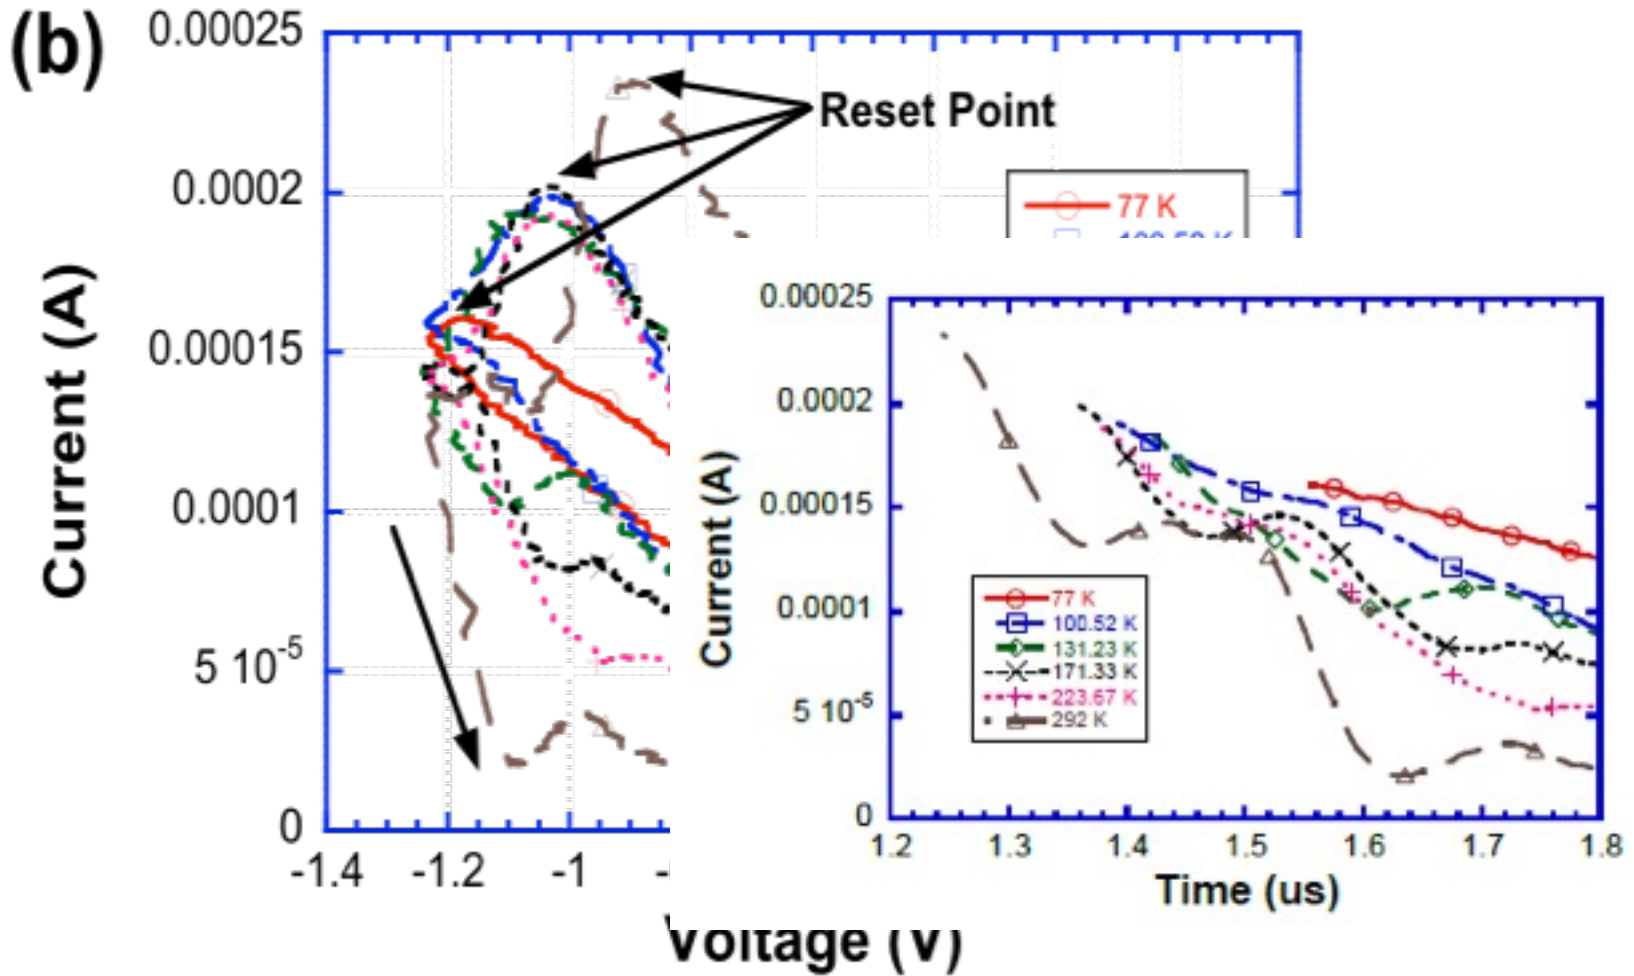 (b)
0.00025
0.0002
0.00015
0.0001
5 10-5
0
Current (A)
-1.4
-1.2
-1
-
Voltage (V)
Reset Point
77 K
0.00025
0.0002
0.00015
0.0001
5 10-5
0
Current (A)
77 K
100.52 K
131.23 K
171.33 K
223.67 K
292 K
1.2
1.3
1.4
1.5
1.6
1.7
1.8
Time (us)